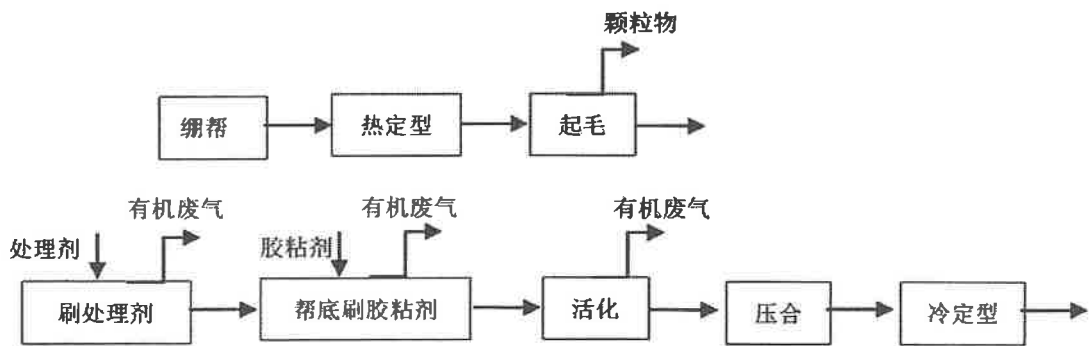 颗粒物
绷帮
热定型
起毛
有机废气
有机废气
有机废气
处理剂
胶粘剂
刷处理剂
帮底刷胶粘剂
活化
压合
冷定型